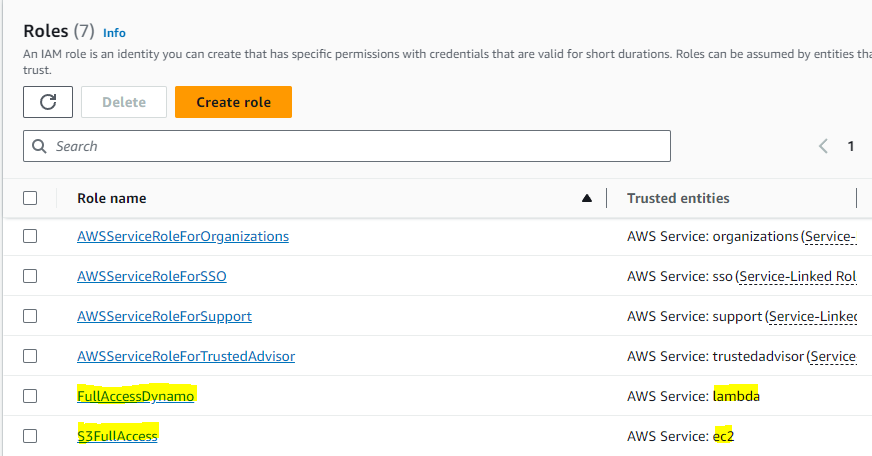 Roles (7) Info
An IAM role is an identity you can create that has specific permissions with credentials that are valid for short durations. Roles can be assumed by entities tha
trust.
Delete Create role
Search 1
Role name Trusted entities
AWSServiceRoleForOrganizations AWS Service: organizations (Service-
AWSServiceRoleForSSO AWS Service: sso (Service-Linked Rol
AWSServiceRoleForSupport AWS Service: support (Service-Linked
AWSServiceRoleForTrustedAdvisor AWS Service: trustedadvisor (Service
FullAccessDynamo AWS Service: lambda
S3FullAccess AWS Service: ec2